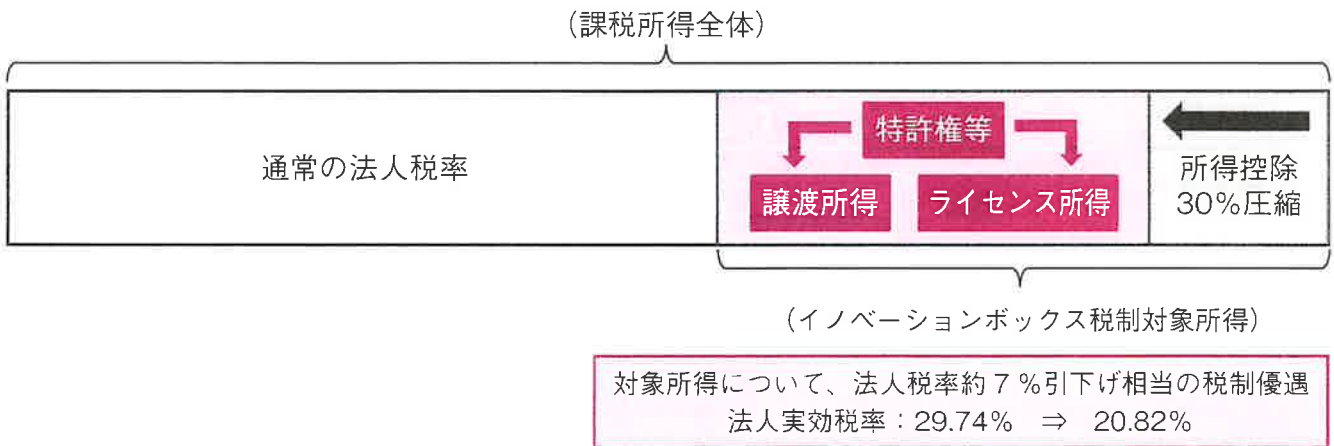 (課税所得全体)
通常の法人税率
特許権等
譲渡所得
ライセンス所得
所得控除
30%圧縮
(イノベーションボックス税制対象所得)
対象所得について、法人税率約7%引下げ相当の税制優遇
法人実効税率:29.74% ⇒ 20.82%